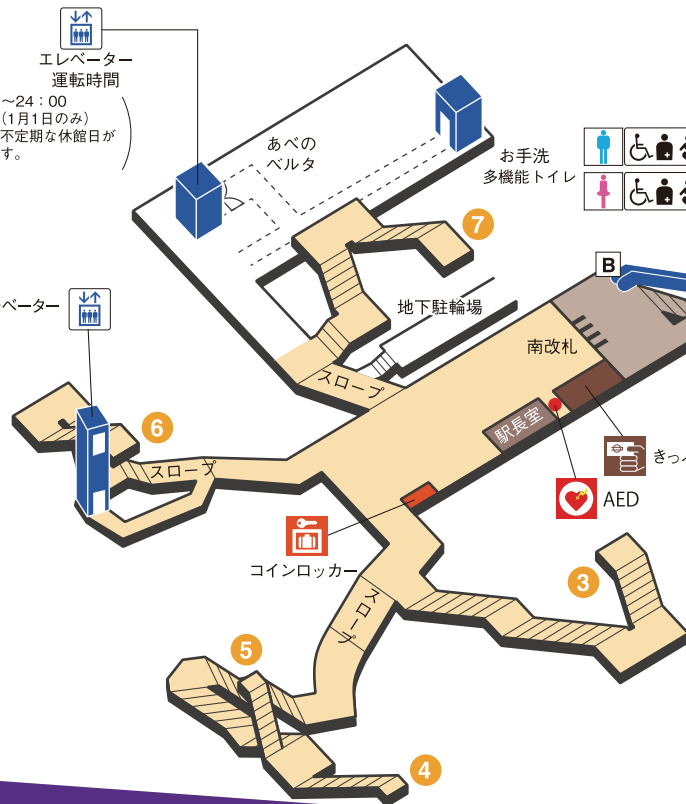 エレベーター
運転時間
～24：00
(1月1日のみ)
不定期な休館日が
す。
あべの
ベルタ
お手洗
多機能トイレ
7
B
ベーター
地下駐輪場
南改札
スロープ
駅長室
6
スロープ
きっ
AED
コインロッカー
3
スロープ
5
4